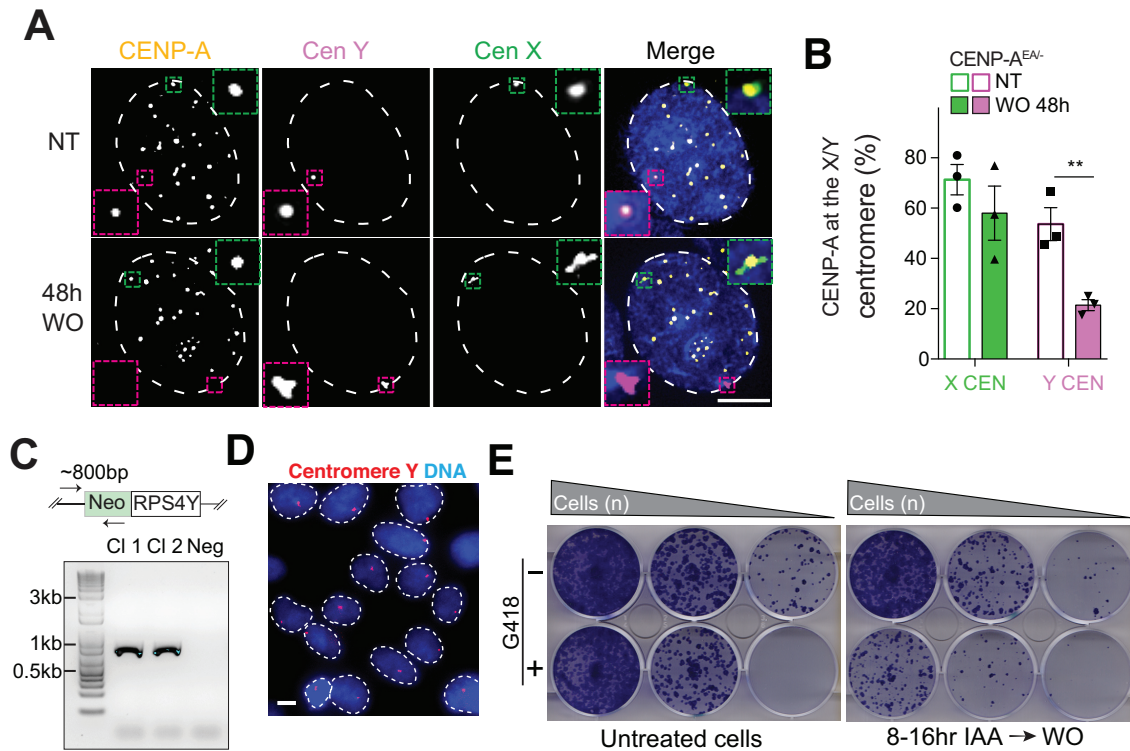 A
CENP-A
Cen Y
Cen X
Merge
NT
48h
WO
B
CENP-A^EA/-
NT
WO 48h
CENP-A at the X/Y
centromere (%)
80
60
40
20
0
**
X CEN
Y CEN
C
~800bp
Neo
RPS4Y
Cl 1 Cl 2 Neg
3kb
1kb
0.5kb
D
Centromere Y DNA
E
Cells (n)
Cells (n)
G418
−
+
Untreated cells
8-16hr IAA → WO